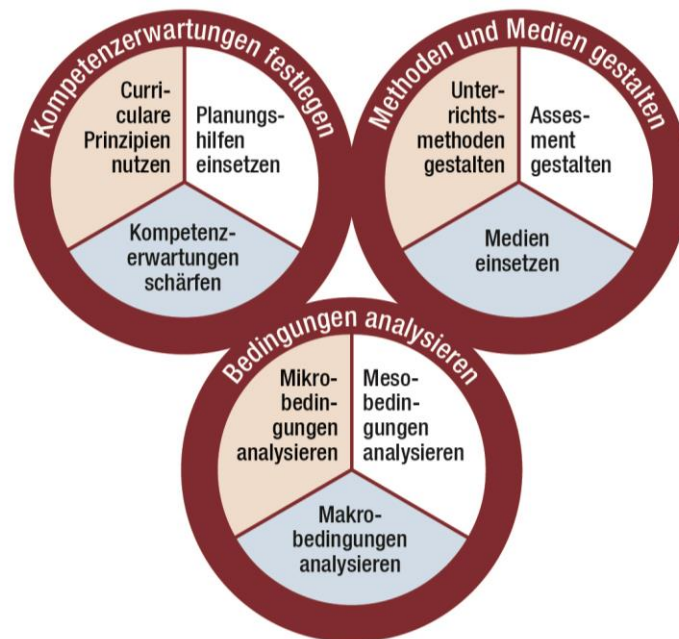 Kompetenzerwartungen festlegen
Curri-
culare
Prinzipien
nutzen
Planungs-
hilfen
einsetzen
Kompetenz-
erwartungen
schärfen
Methoden und Medien gestalten
Unter-
richts-
methoden
gestalten
Asses-
ment
gestalten
Medien
einsetzen
Bedingungen analysieren
Mikro-
bedin-
gungen
analysieren
Meso-
bedin-
gungen
analysieren
Makro-
bedingungen
analysieren